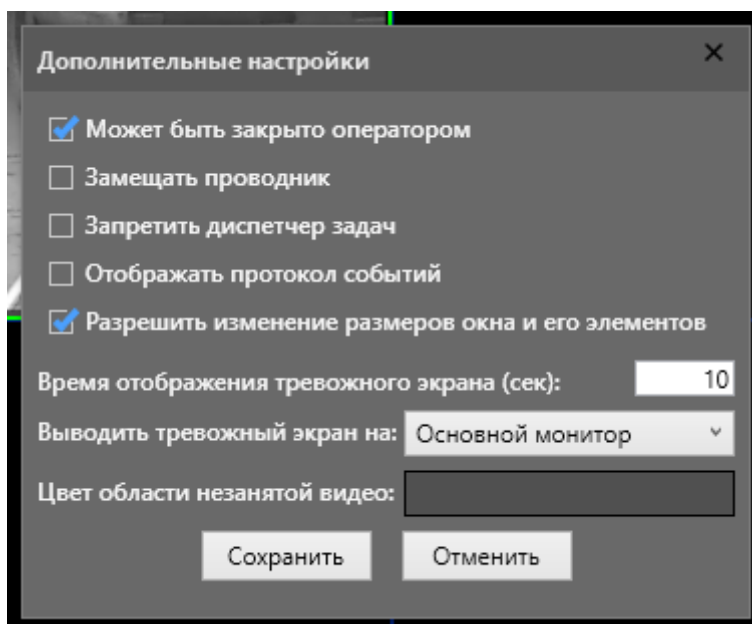 Дополнительные настройки
Может быть закрыто оператором
Замещать проводник
Запретить диспетчер задач
Отображать протокол событий
Разрешить изменение размеров окна и его элементов
Время отображения тревожного экрана (сек): 10
Выводить тревожный экран на: Основной монитор
Цвет области незанятой видео:
Сохранить Отменить